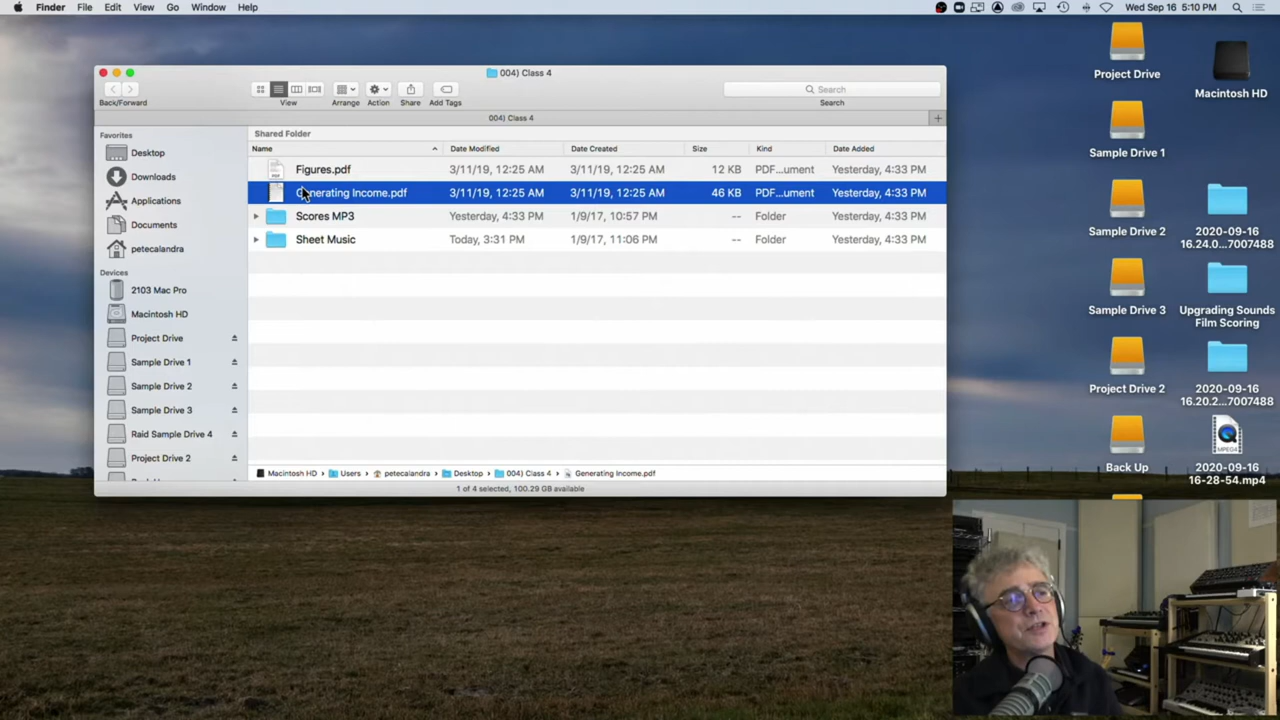 Finder File Edit View Go Window Help Wed Sep 16 5:10 PM
004) Class 4
Back/Forward View Arrange Action Share Add Tags Search
Search
004) Class 4
Favorites
Desktop
Downloads
Applications
Documents
petecalandra
Devices
2103 Mac Pro
Macintosh HD
Project Drive
Sample Drive 1
Sample Drive 2
Sample Drive 3
Raid Sample Drive 4
Project Drive 2
Shared Folder
Name Date Modified Date Created Size Kind Date Added
Figures.pdf 3/11/19, 12:25 AM 3/11/19, 12:25 AM 12 KB PDF...ument Yesterday, 4:33 PM
Generating Income.pdf 3/11/19, 12:25 AM 3/11/19, 12:25 AM 46 KB PDF...ument Yesterday, 4:33 PM
Scores MP3 Yesterday, 4:33 PM 1/9/17, 10:57 PM -- Folder Yesterday, 4:33 PM
Sheet Music Today, 3:31 PM 1/9/17, 11:06 PM -- Folder Yesterday, 4:33 PM
Macintosh HD › Users › petecalandra › Desktop › 004) Class 4 › Generating Income.pdf
1 of 4 selected, 100.29 GB available
Project Drive
Macintosh HD
Sample Drive 1
Sample Drive 2
2020-09-16
16.24.0...7007488
Sample Drive 3
Upgrading Sounds
Film Scoring
Project Drive 2
2020-09-16
16.20.2...7007488
Back Up
MPEG4
2020-09-16
16-28-54.mp4